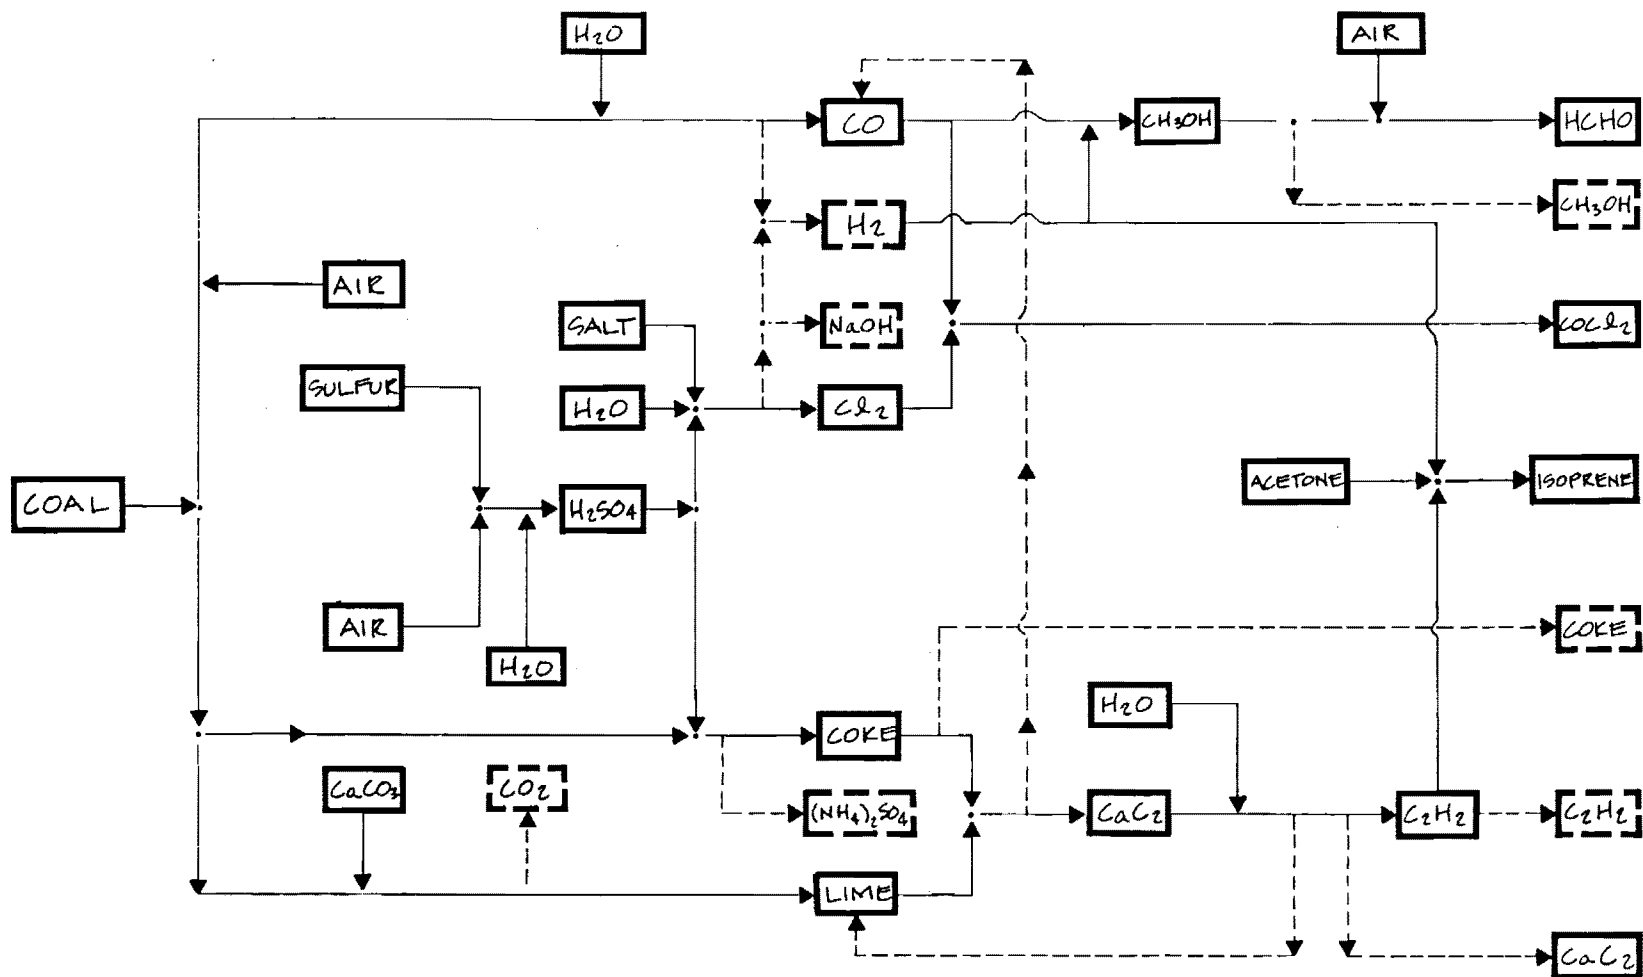 H2O
AIR
CO
CH3OH
HCHO
CH3OH
H2
AIR
SALT
NaOH
COCl2
SULFUR
H2O
Cl2
ACETONE
ISOPRENE
COAL
H2SO4
AIR
COKE
H2O
H2O
COKE
CaCO3
CO2
(NH4)2SO4
CaC2
C2H2
C2H2
LIME
CaC2